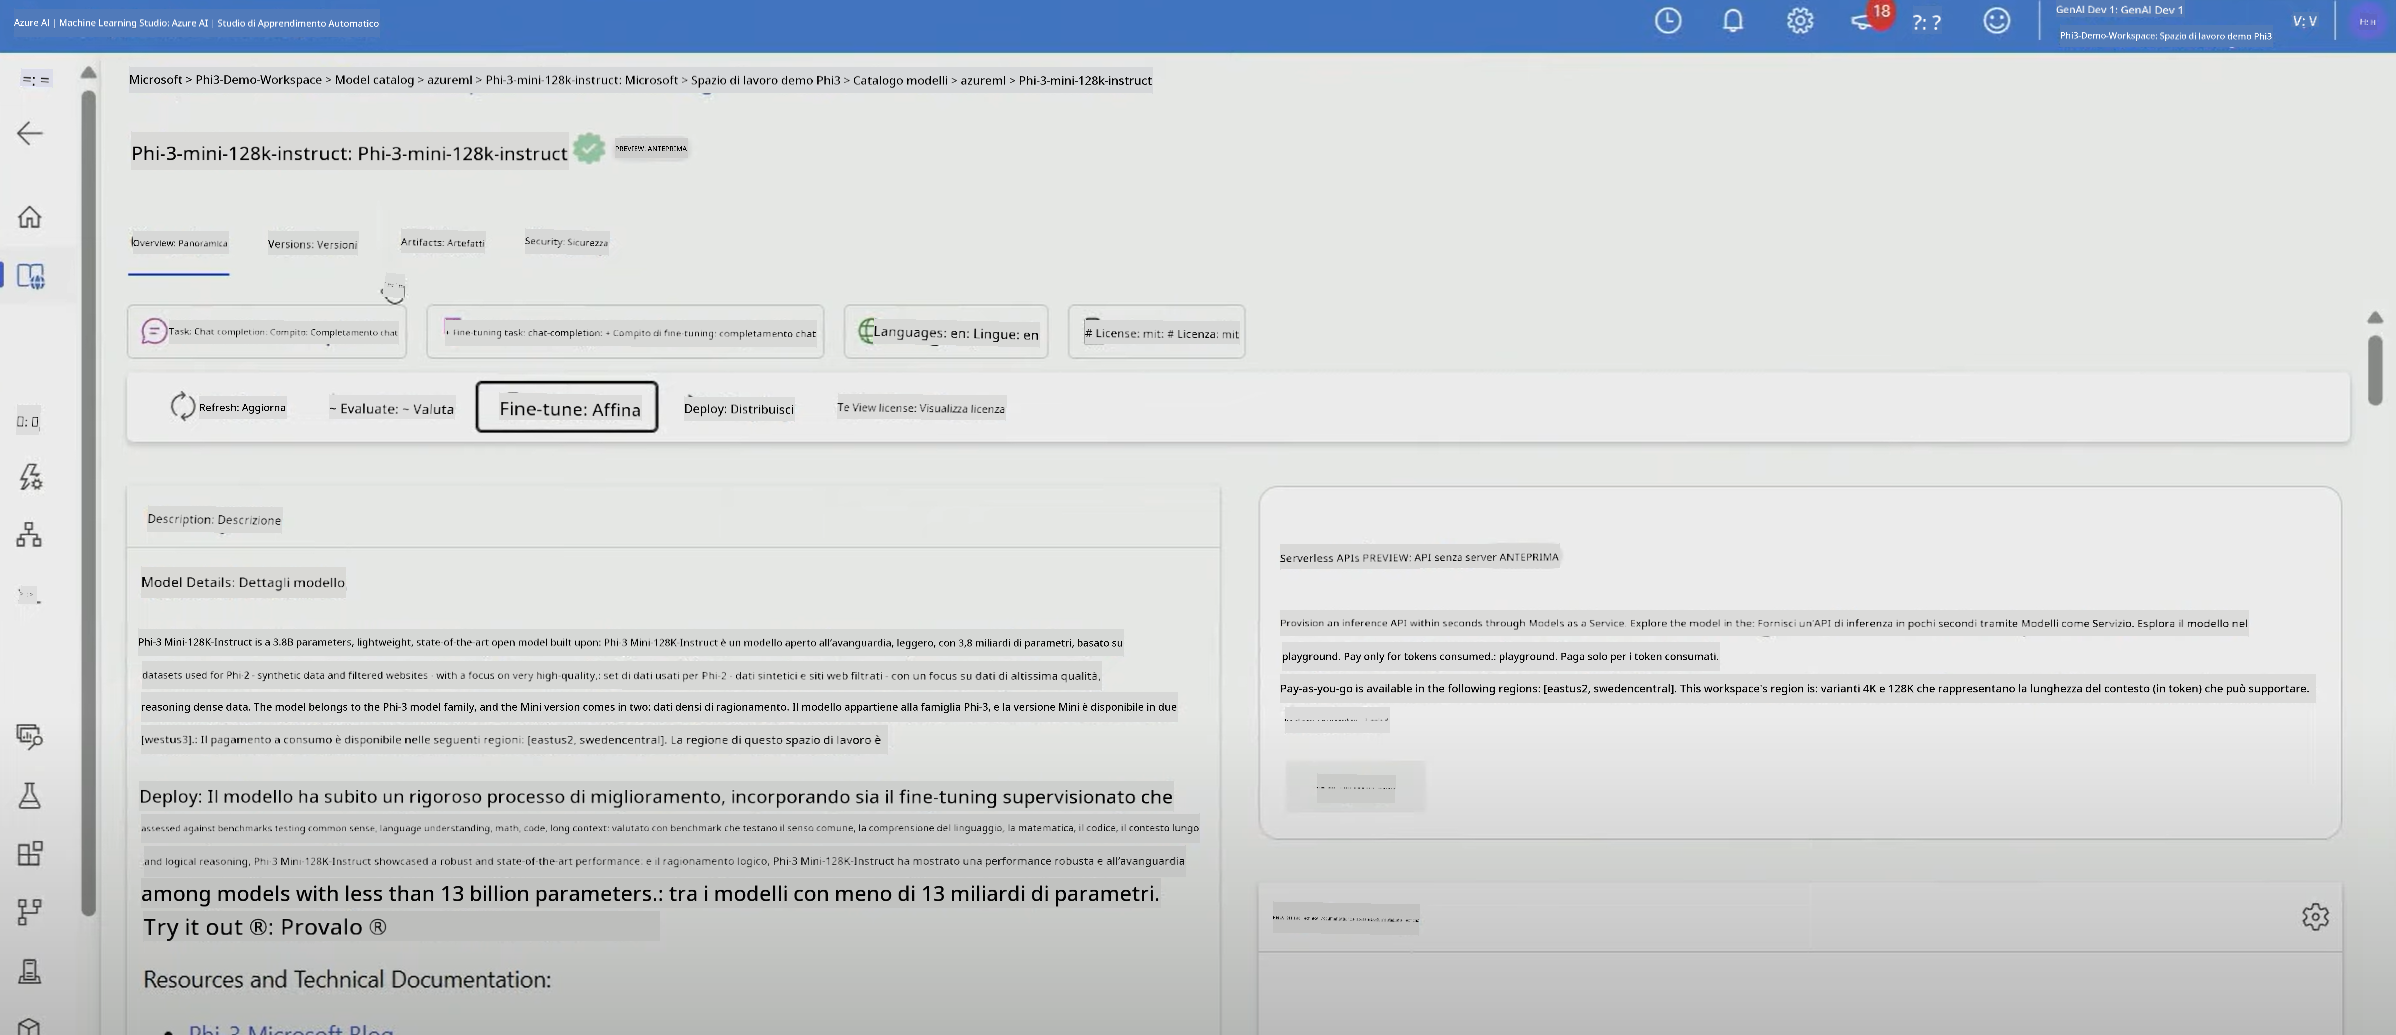 Azure AI | Machine Learning Studio: Azure AI | Studio di Apprendimento Automatico
18
?: ?
GenAI Dev 1: GenAI Dev 1
Phi3-Demo-Workspace: Spazio di lavoro demo Phi3
V: V
Microsoft > Phi3-Demo-Workspace > Model catalog > azureml > Phi-3-mini-128k-instruct: Microsoft > Spazio di lavoro demo Phi3 > Catalogo modelli > azureml > Phi-3-mini-128k-instruct
Phi-3-mini-128k-instruct: Phi-3-mini-128k-instruct
PREVIEW: ANTEPRIMA
Overview: Panoramica
Versions: Versioni
Artifacts: Artefatti
Security: Sicurezza
Task: Chat completion: Compito: Completamento chat
+ Fine-tuning task: chat-completion: + Compito di fine-tuning: completamento chat
Languages: en: Lingue: en
# License: mit: # Licenza: mit
Refresh: Aggiorna
~ Evaluate: ~ Valuta
Fine-tune: Affina
Deploy: Distribuisci
Te View license: Visualizza licenza
Description: Descrizione
Model Details: Dettagli modello
Phi-3 Mini-128K-Instruct is a 3.8B parameters, lightweight, state-of-the-art open model built upon: Phi-3 Mini-128K-Instruct è un modello aperto all'avanguardia, leggero, con 3,8 miliardi di parametri, basato su
datasets used for Phi-2 - synthetic data and filtered websites - with a focus on very high-quality,: set di dati usati per Phi-2 - dati sintetici e siti web filtrati - con un focus su dati di altissima qualità,
reasoning dense data. The model belongs to the Phi-3 model family, and the Mini version comes in two: dati densi di ragionamento. Il modello appartiene alla famiglia Phi-3, e la versione Mini è disponibile in due
[westus3].: Il pagamento a consumo è disponibile nelle seguenti regioni: [eastus2, swedencentral]. La regione di questo spazio di lavoro è
Deploy: Il modello ha subito un rigoroso processo di miglioramento, incorporando sia il fine-tuning supervisionato che
assessed against benchmarks testing common sense, language understanding, math, code, long context: valutato con benchmark che testano il senso comune, la comprensione del linguaggio, la matematica, il codice, il contesto lungo
and logical reasoning, Phi-3 Mini-128K-Instruct showcased a robust and state-of-the-art performance: e il ragionamento logico, Phi-3 Mini-128K-Instruct ha mostrato una performance robusta e all'avanguardia
among models with less than 13 billion parameters.: tra i modelli con meno di 13 miliardi di parametri.
Try it out ®: Provalo ®
Resources and Technical Documentation:
• Phi-3 Microsoft Blog
Serverless APIs PREVIEW: API senza server ANTEPRIMA
Provision an inference API within seconds through Models as a Service. Explore the model in the: Fornisci un'API di inferenza in pochi secondi tramite Modelli come Servizio. Esplora il modello nel
playground. Pay only for tokens consumed.: playground. Paga solo per i token consumati.
Pay-as-you-go is available in the following regions: [eastus2, swedencentral]. This workspace's region is: varianti 4K e 128K che rappresentano la lunghezza del contesto (in token) che può supportare.